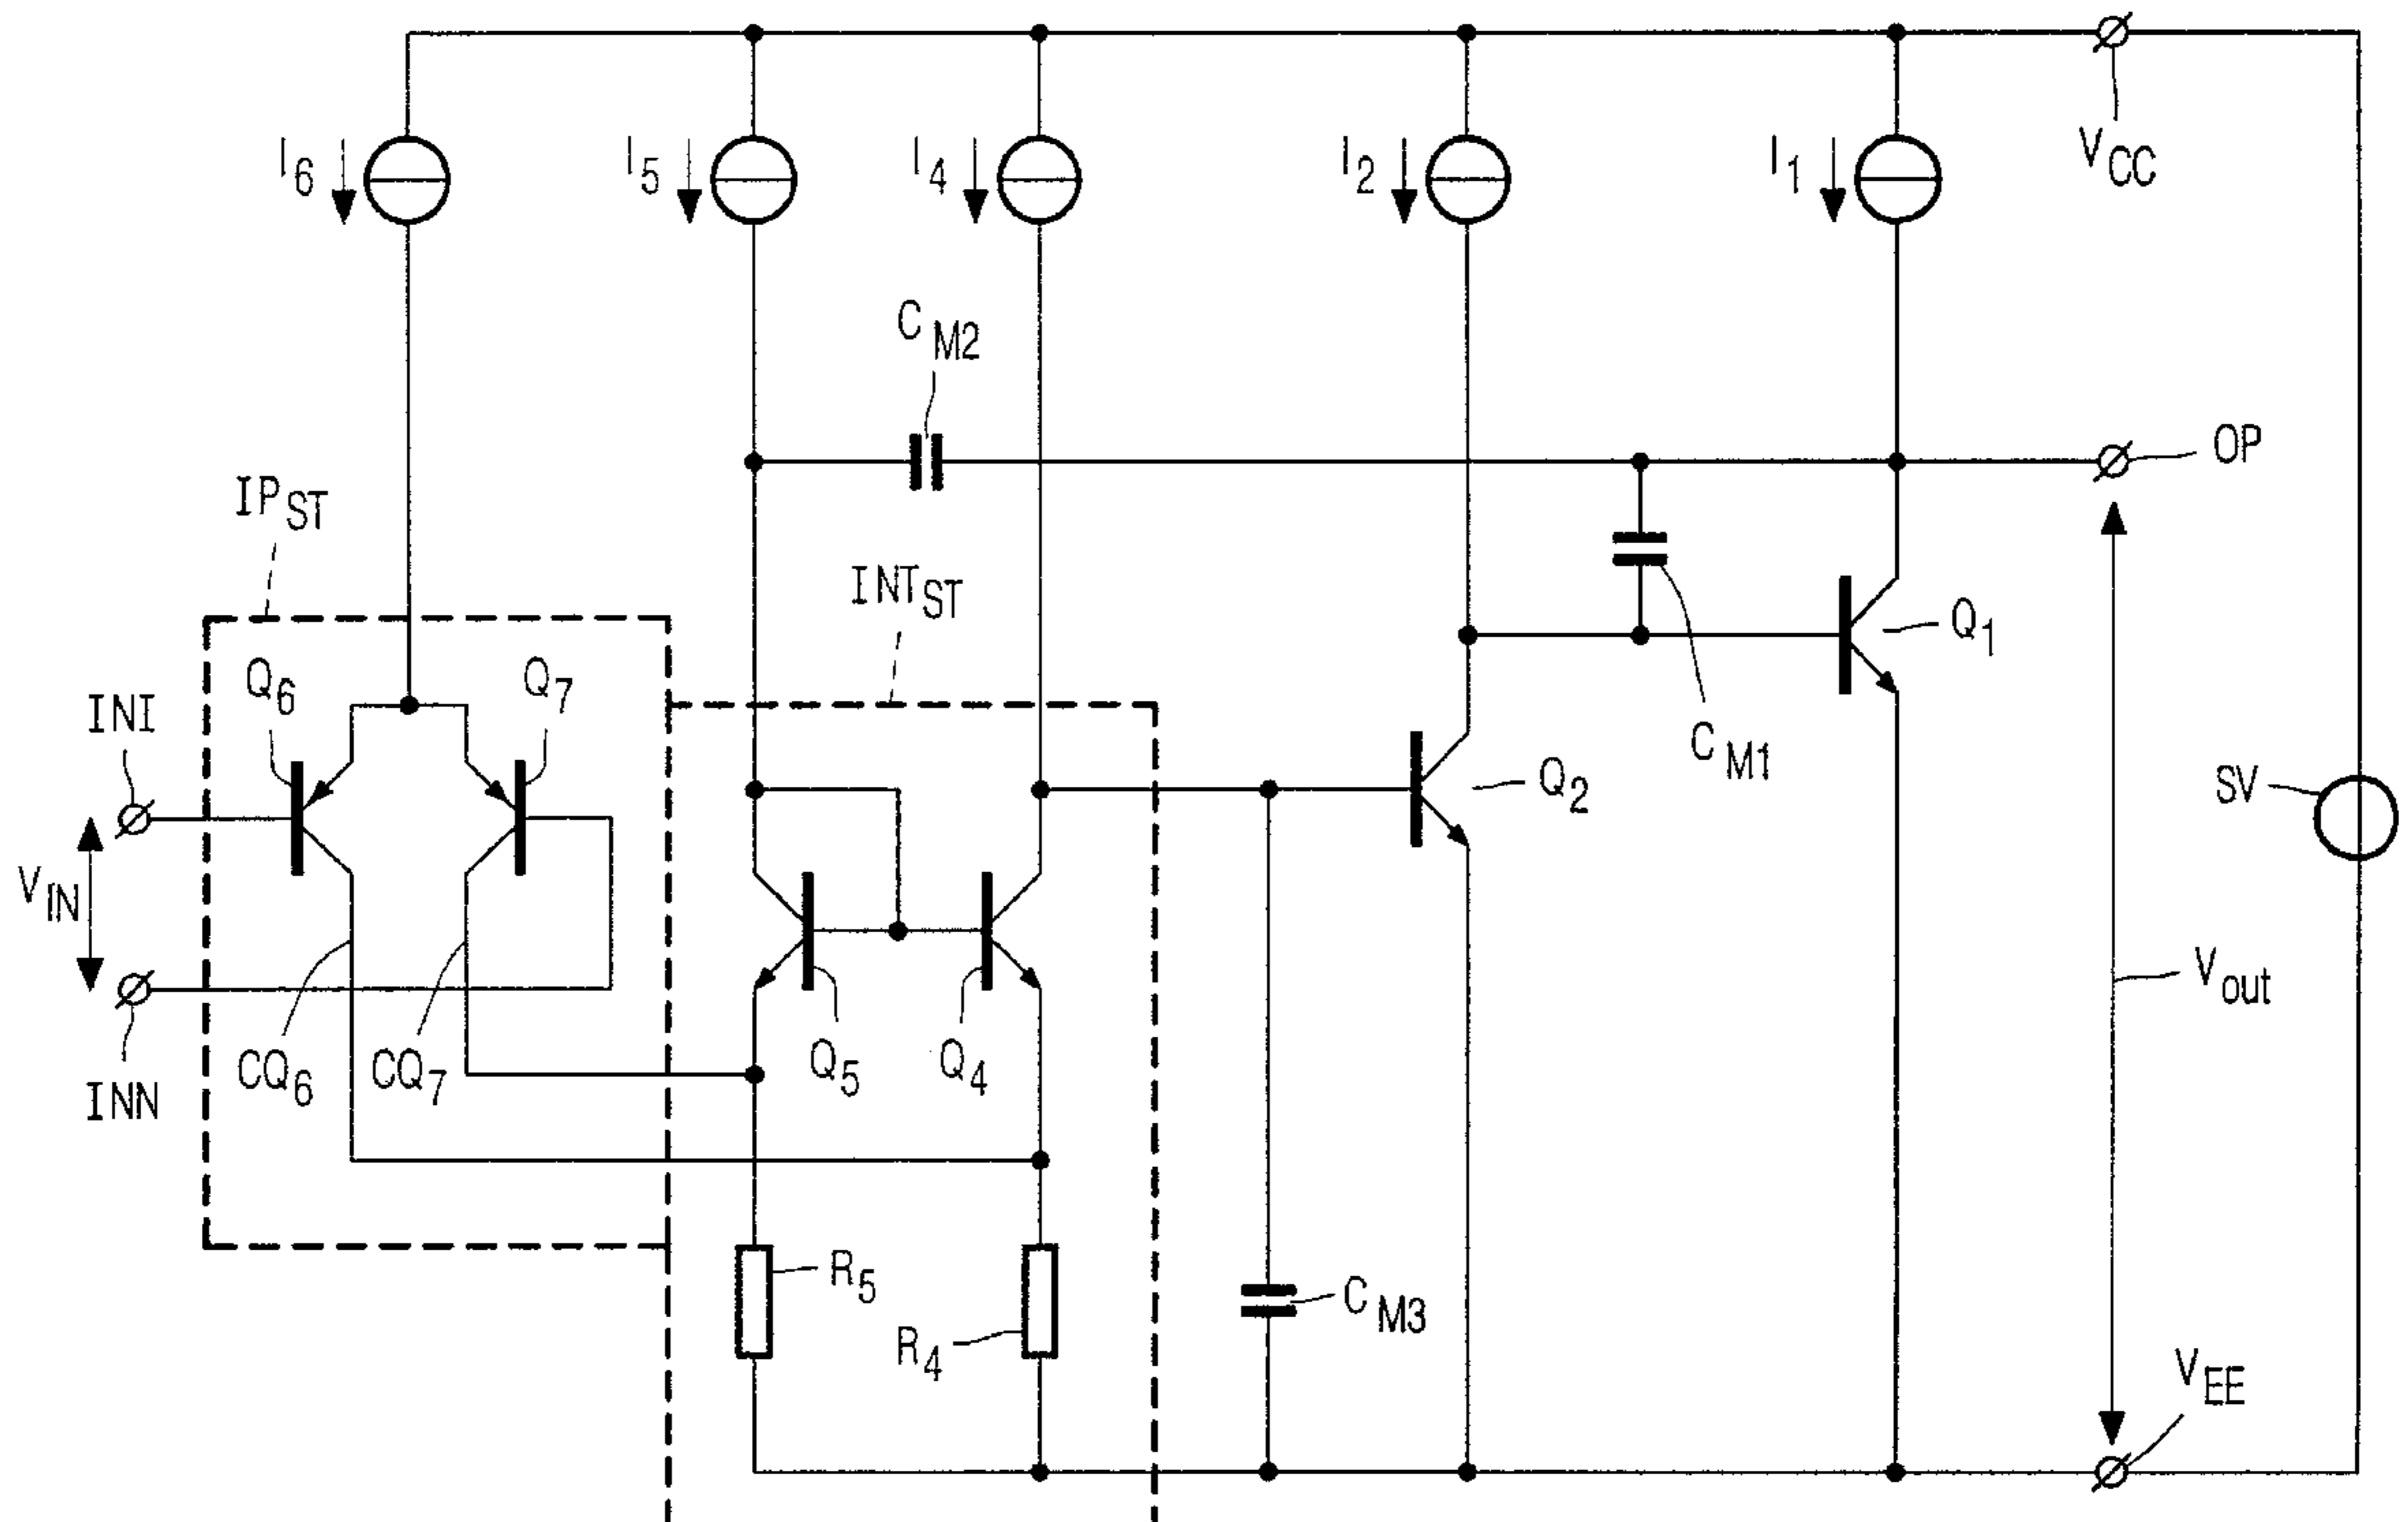 I6
I5
I4
I2
I1
VCC
CM2
OP
IPST
INTST
Q6
Q7
Q1
INI
CM1
Q2
SV
VIN
Vout
CQ6
CQ7
Q5
Q4
INN
R5
CM3
R4
VEE